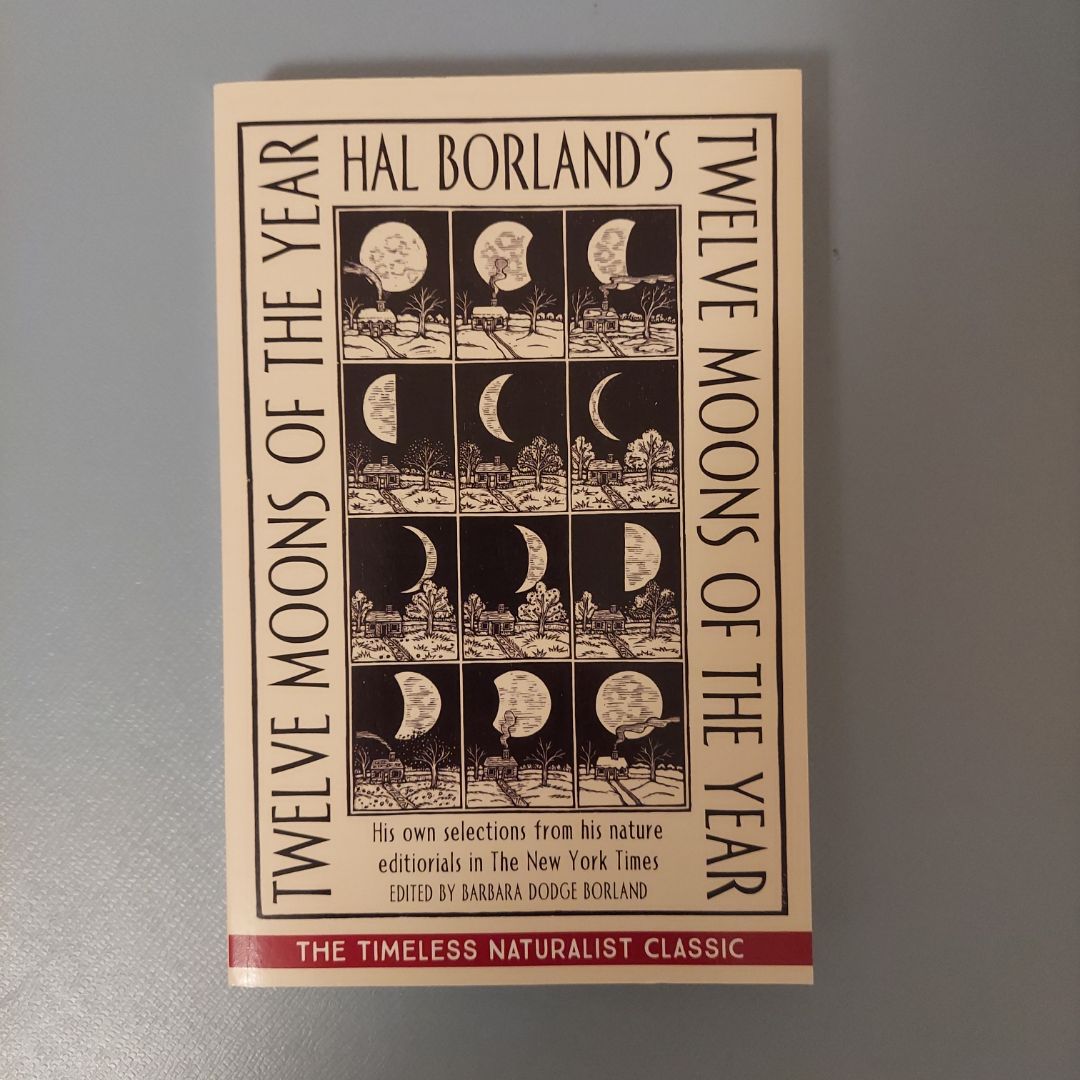 HAL BORLAND'S
TWELVE MOONS OF THE YEAR
TWELVE MOONS OF THE YEAR
His own selections from his nature
editiorials in The New York Times
EDITED BY BARBARA DODGE BORLAND
THE TIMELESS NATURALIST CLASSIC